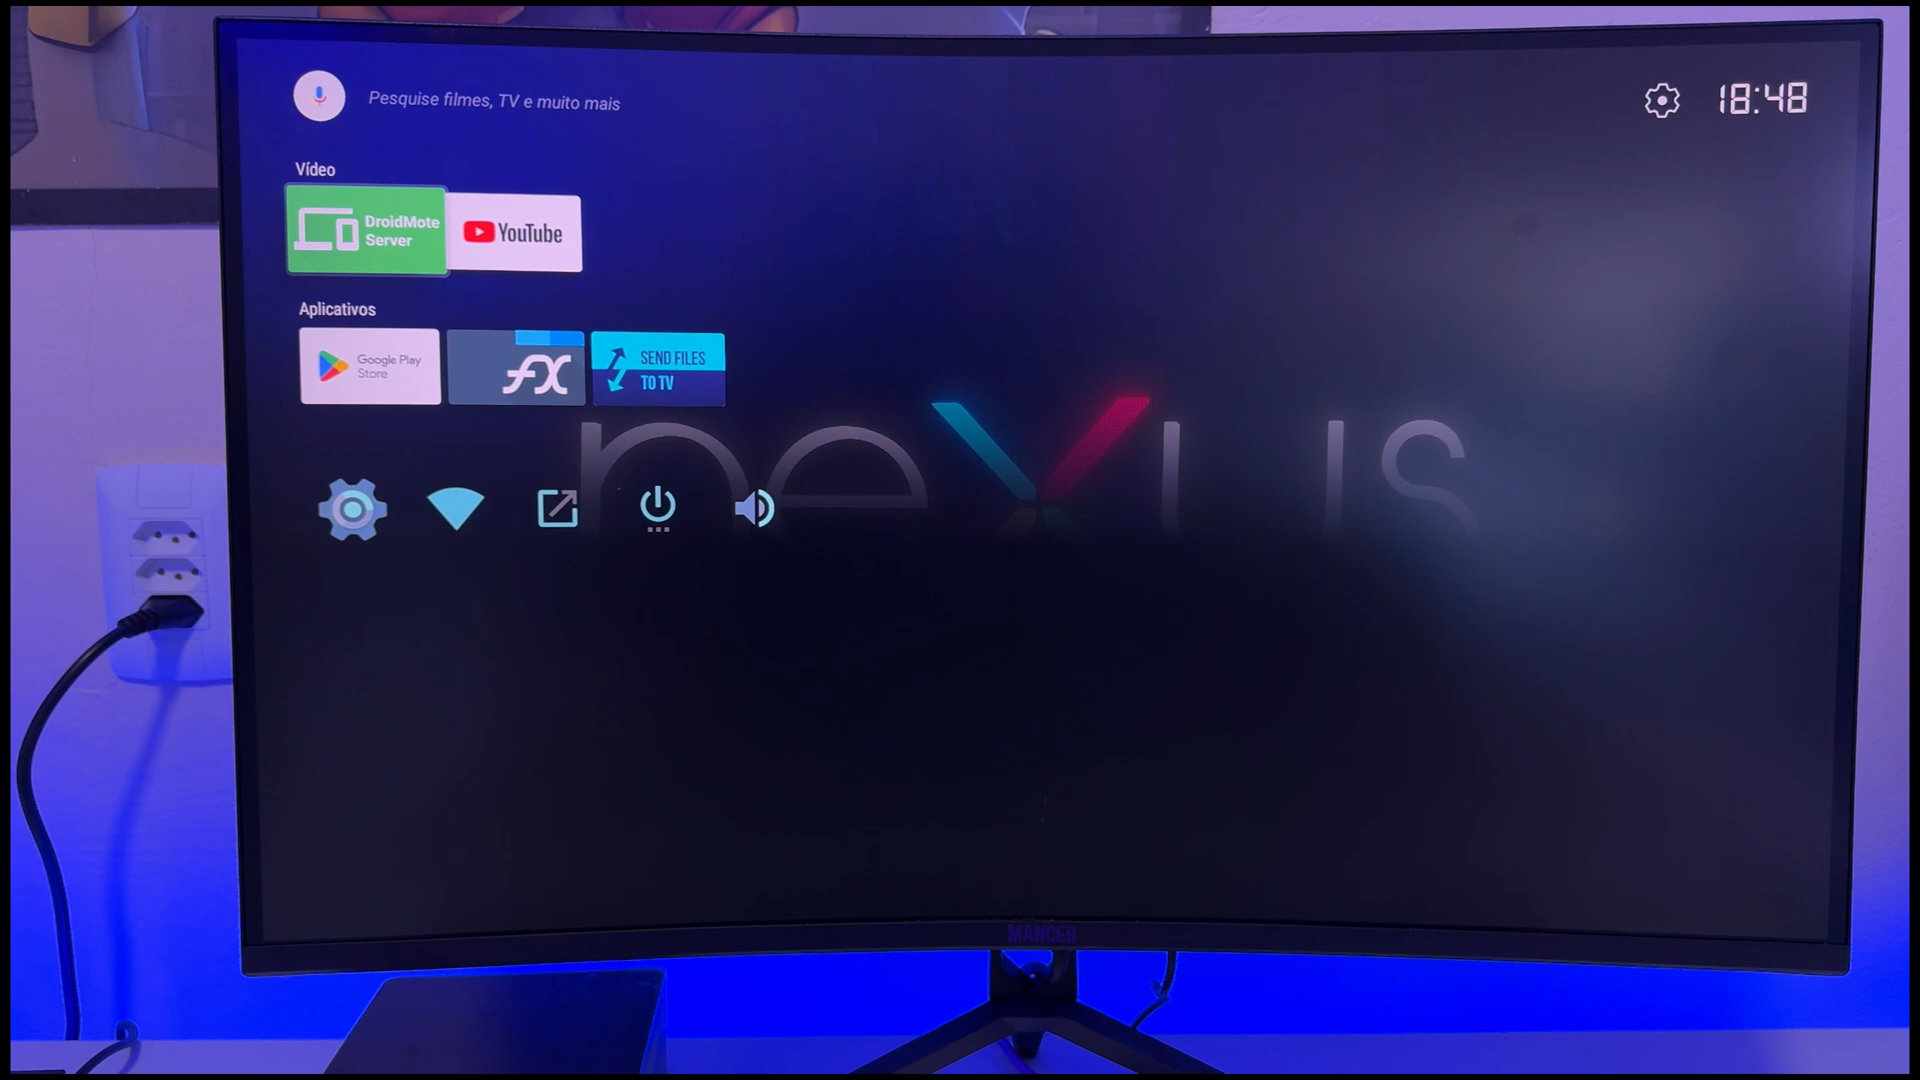 Pesquise filmes, TV e muito mais
18:48
Vídeo
DroidMote
Server
YouTube
Aplicativos
Google Play
Store
FX
SEND FILES
TO TV
nexus
MANCER